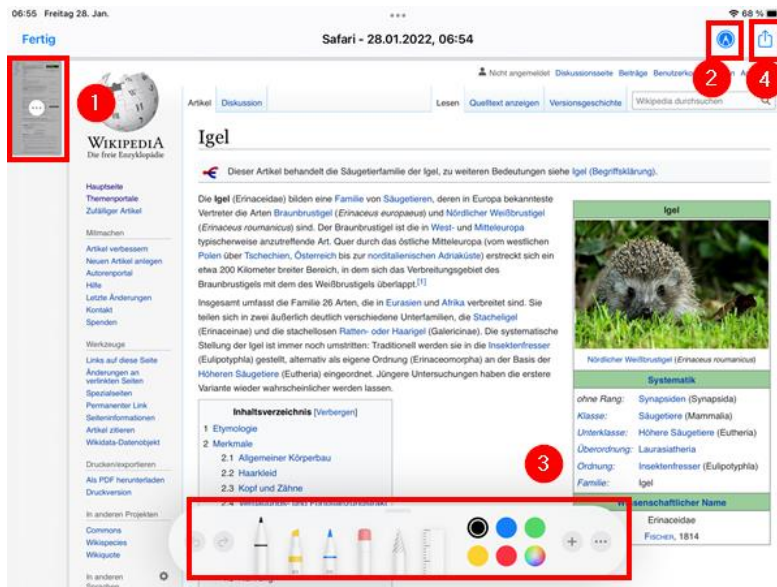 06:55 Freitag 28. Jan.
68 %
Fertig
Safari - 28.01.2022, 06:54
1
2
4
Nicht angemeldet Diskussionsseite Beiträge
Artikel Diskussion
Lesen Quelltext anzeigen Versionsgeschichte
Wikipedia durchsuchen
WIKIPEDIA
Die freie Enzyklopädie
Hauptseite
Themenportale
Zufälliger Artikel
Mitmachen
Artikel verbessern
Neuen Artikel anlegen
Autorenportal
Hilfe
Letzte Änderungen
Kontakt
Spenden
Werkzeuge
Links auf diese Seite
Änderungen an
verlinkten Seiten
Spezialseiten
Permanenter Link
Seiteninformationen
Artikel zitieren
Wikidata-Datenobjekt
Drucken/exportieren
Als PDF herunterladen
Druckversion
In anderen Projekten
Commons
Wikispecies
Wikiquote
In anderen
Igel
Dieser Artikel behandelt die Säugetierfamilie der Igel, zu weiteren Bedeutungen siehe Igel (Begriffsklärung).
Die Igel (Erinaceidae) bilden eine Familie von Säugetieren, deren in Europa bekannteste
Vertreter die Arten Braunbrustigel (Erinaceus europaeus) und Nördlicher Weißbrustigel
(Erinaceus roumanicus) sind. Der Braunbrustigel ist die in West- und Mitteleuropa
typischerweise anzutreffende Art. Quer durch das östliche Mitteleuropa (vom westlichen
Polen über Tschechien, Österreich bis zur norditalienischen Adriaküste) erstreckt sich ein
etwa 200 Kilometer breiter Bereich, in dem sich das Verbreitungsgebiet des
Braunbrustigels mit dem des Weißbrustigels überlappt.[1]
Insgesamt umfasst die Familie 26 Arten, die in Eurasien und Afrika verbreitet sind. Sie
teilen sich in zwei äußerlich deutlich verschiedene Unterfamilien, die Stacheligel
(Erinaceinae) und die stachellosen Ratten- oder Haarigel (Galericinae). Die systematische
Stellung der Igel ist immer noch umstritten: Traditionell werden sie in die Insektenfresser
(Eulipotyphla) gestellt, alternativ als eigene Ordnung (Erinaceomorpha) an der Basis der
Höheren Säugetiere (Eutheria) eingeordnet. Jüngere Untersuchungen haben die erstere
Variante wieder wahrscheinlicher werden lassen.
Inhaltsverzeichnis [Verbergen]
1 Etymologie
2 Merkmale
2.1 Allgemeiner Körperbau
2.2 Haarkleid
2.3 Kopf und Zähne
2.4
3
Igel
Nördlicher Weißbrustigel (Erinaceus roumanicus)
Systematik
ohne Rang: Synapsiden (Synapsida)
Klasse: Säugetiere (Mammalia)
Unterklasse: Höhere Säugetiere (Eutheria)
Überordnung: Laurasiatheria
Ordnung: Insektenfresser (Eulipotyphla)
Familie: Igel
Wissenschaftlicher Name
Erinaceidae
FISCHER, 1814